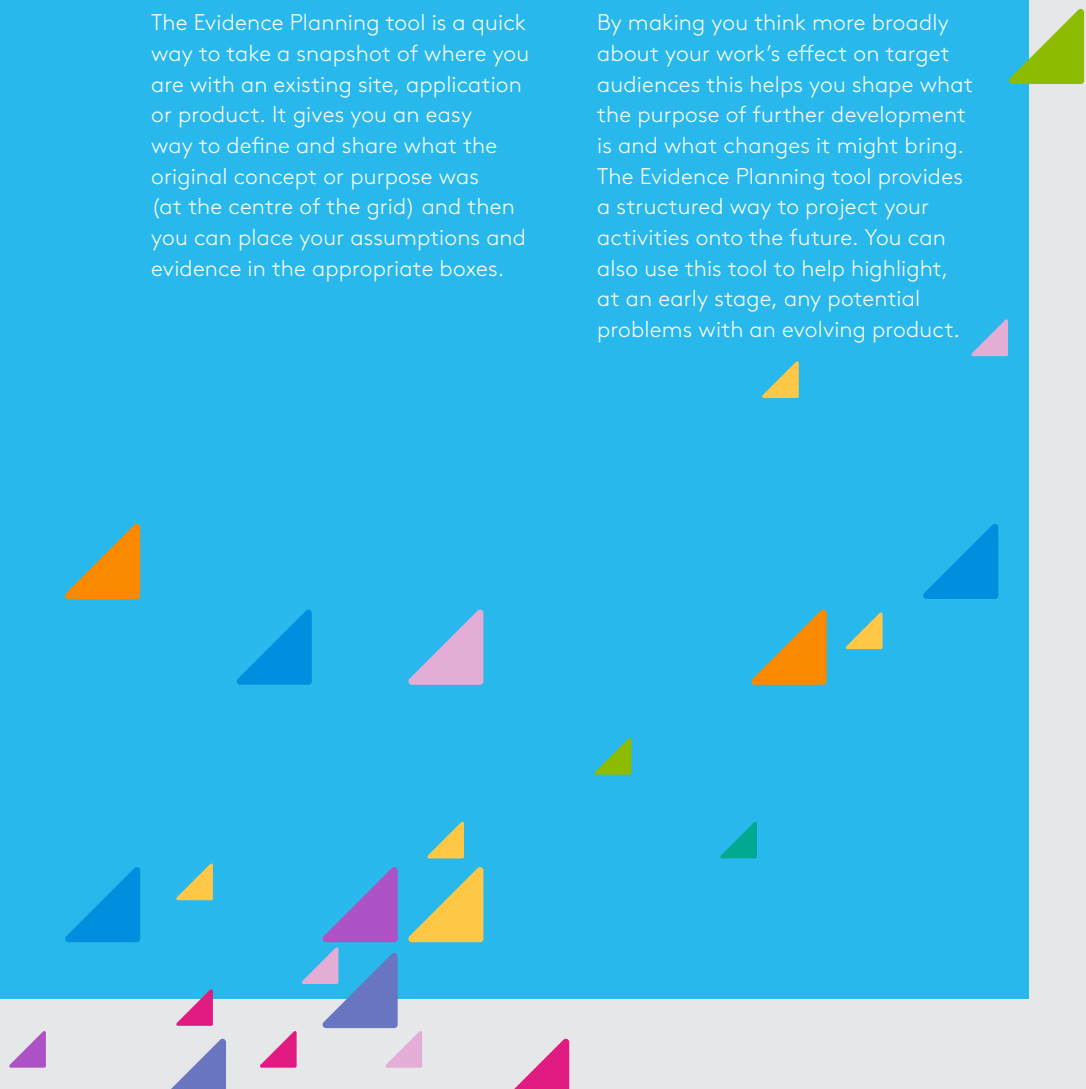 The Evidence Planning tool is a quick
way to take a snapshot of where you
are with an existing site, application
or product. It gives you an easy
way to define and share what the
original concept or purpose was
(at the centre of the grid) and then
you can place your assumptions and
evidence in the appropriate boxes.
By making you think more broadly
about your work’s effect on target
audiences this helps you shape what
the purpose of further development
is and what changes it might bring.
The Evidence Planning tool provides
a structured way to project your
activities onto the future. You can
also use this tool to help highlight,
at an early stage, any potential
problems with an evolving product.